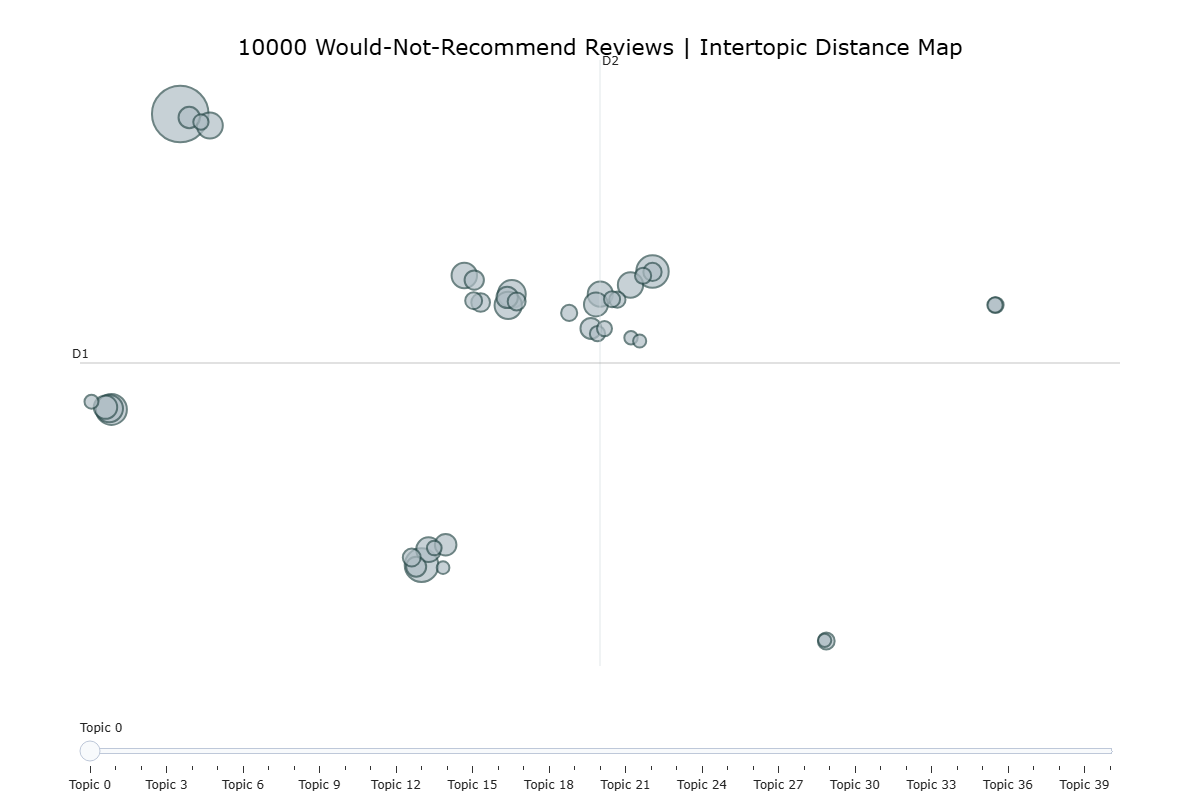 10000 Would-Not-Recommend Reviews | Intertopic Distance Map
D2
D1
Topic 0
Topic 0 Topic 3 Topic 6 Topic 9 Topic 12 Topic 15 Topic 18 Topic 21 Topic 24 Topic 27 Topic 30 Topic 33 Topic 36 Topic 39